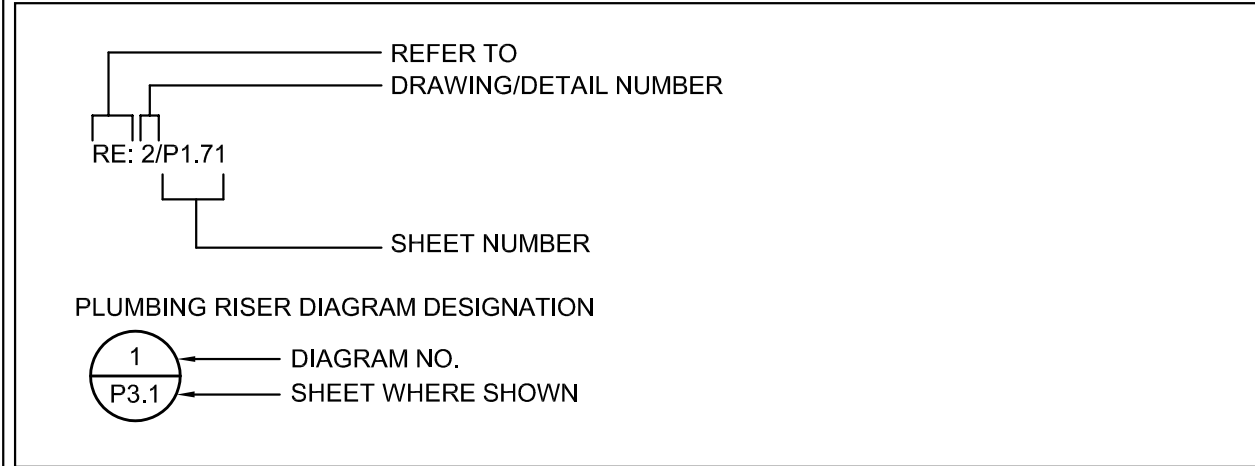 REFER TO
DRAWING/DETAIL NUMBER
RE: 2/P1.71
SHEET NUMBER
PLUMBING RISER DIAGRAM DESIGNATION
1
DIAGRAM NO.
P3.1
SHEET WHERE SHOWN